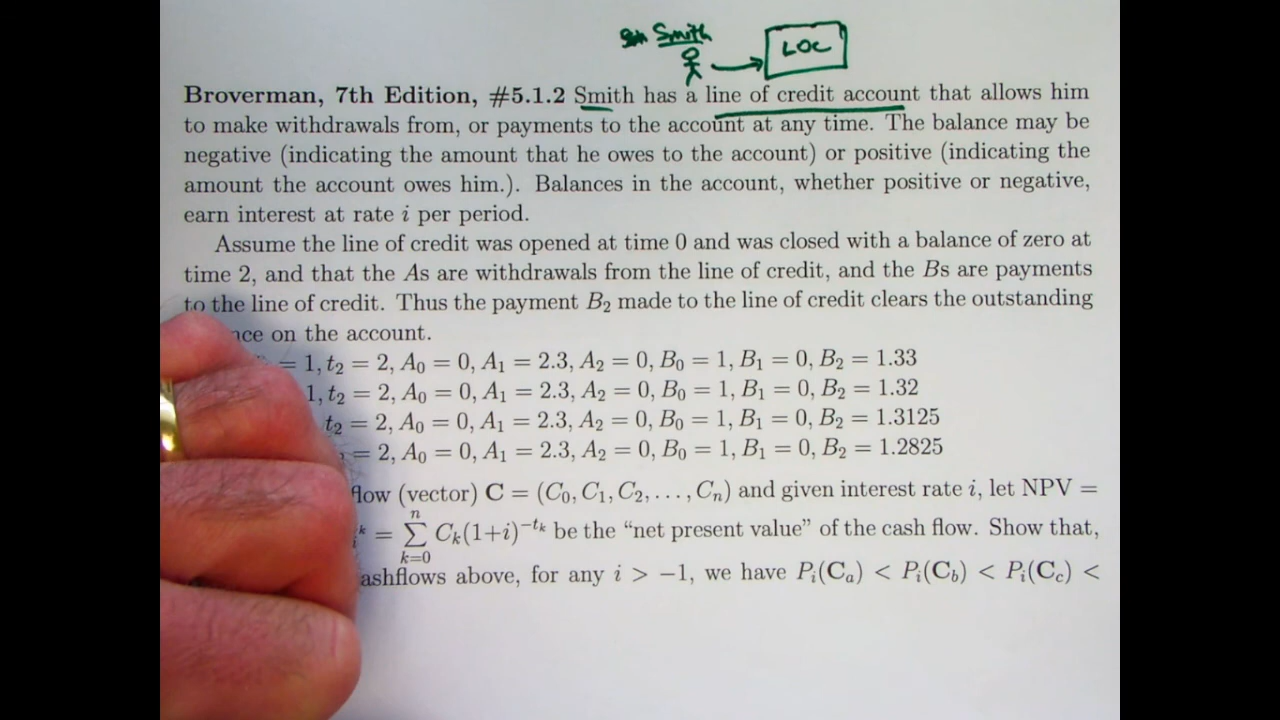 Smith
LOC
Broverman, 7th Edition, #5.1.2 Smith has a line of credit account that allows him
to make withdrawals from, or payments to the account at any time. The balance may be
negative (indicating the amount that he owes to the account) or positive (indicating the
amount the account owes him.). Balances in the account, whether positive or negative,
earn interest at rate i per period.
Assume the line of credit was opened at time 0 and was closed with a balance of zero at
time 2, and that the As are withdrawals from the line of credit, and the Bs are payments
to the line of credit. Thus the payment B₂ made to the line of credit clears the outstanding
nce on the account.
= 1, t₂ = 2, A₀ = 0, A₁ = 2.3, A₂ = 0, B₀ = 1, B₁ = 0, B₂ = 1.33
1, t₂ = 2, A₀ = 0, A₁ = 2.3, A₂ = 0, B₀ = 1, B₁ = 0, B₂ = 1.32
t₂ = 2, A₀ = 0, A₁ = 2.3, A₂ = 0, B₀ = 1, B₁ = 0, B₂ = 1.3125
= 2, A₀ = 0, A₁ = 2.3, A₂ = 0, B₀ = 1, B₁ = 0, B₂ = 1.2825
flow (vector) C = (C₀, C₁, C₂, . . . , Cₙ) and given interest rate i, let NPV =
= ∑_{k=0}^{n} Cₖ(1+i)^{−tₖ} be the “net present value” of the cash flow. Show that,
ashflows above, for any i > −1, we have Pᵢ(Cₐ) < Pᵢ(C_b) < Pᵢ(C_c) <